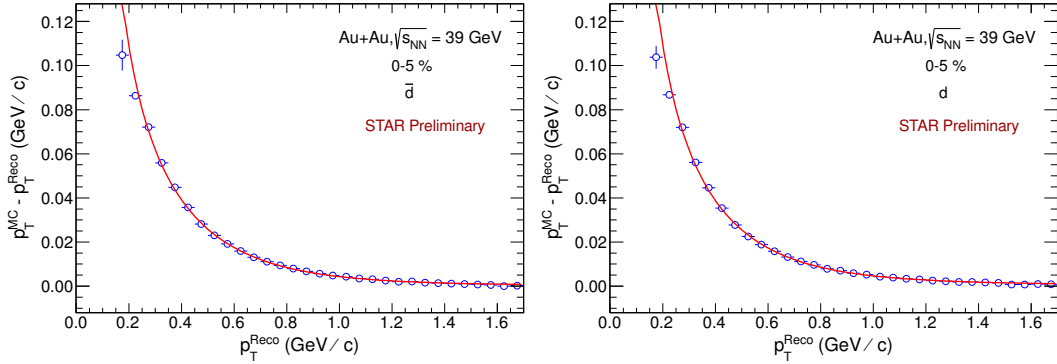 Au+Au, √s_NN = 39 GeV
0-5 %
d̅
STAR Preliminary
p_T^MC - p_T^Reco (GeV / c)
0.12
0.10
0.08
0.06
0.04
0.02
0.00
0.0 0.2 0.4 0.6 0.8 1.0 1.2 1.4 1.6
p_T^Reco (GeV / c)
Au+Au, √s_NN = 39 GeV
0-5 %
d
STAR Preliminary
p_T^MC - p_T^Reco (GeV / c)
0.12
0.10
0.08
0.06
0.04
0.02
0.00
0.0 0.2 0.4 0.6 0.8 1.0 1.2 1.4 1.6
p_T^Reco (GeV / c)